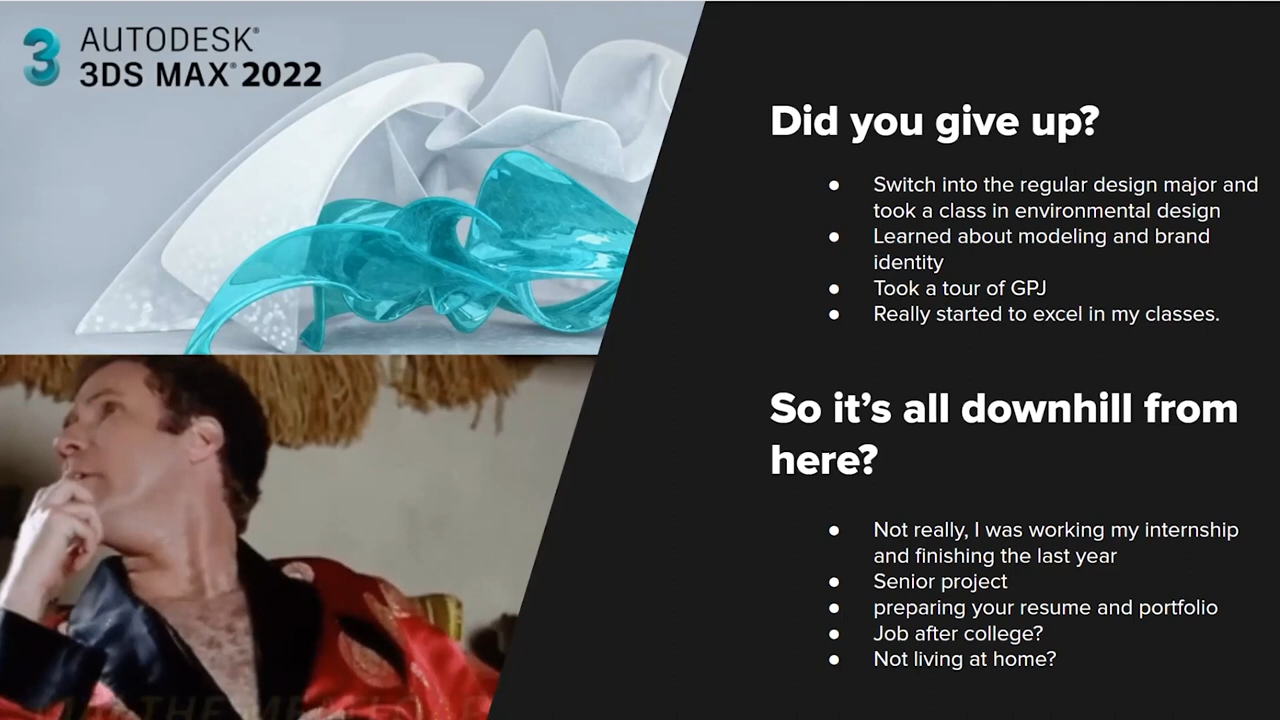 AUTODESK®
3DS MAX® 2022
Did you give up?
● Switch into the regular design major and
took a class in environmental design
● Learned about modeling and brand
identity
● Took a tour of GPJ
● Really started to excel in my classes.
So it's all downhill from
here?
● Not really, I was working my internship
and finishing the last year
● Senior project
● preparing your resume and portfolio
● Job after college?
● Not living at home?
THE